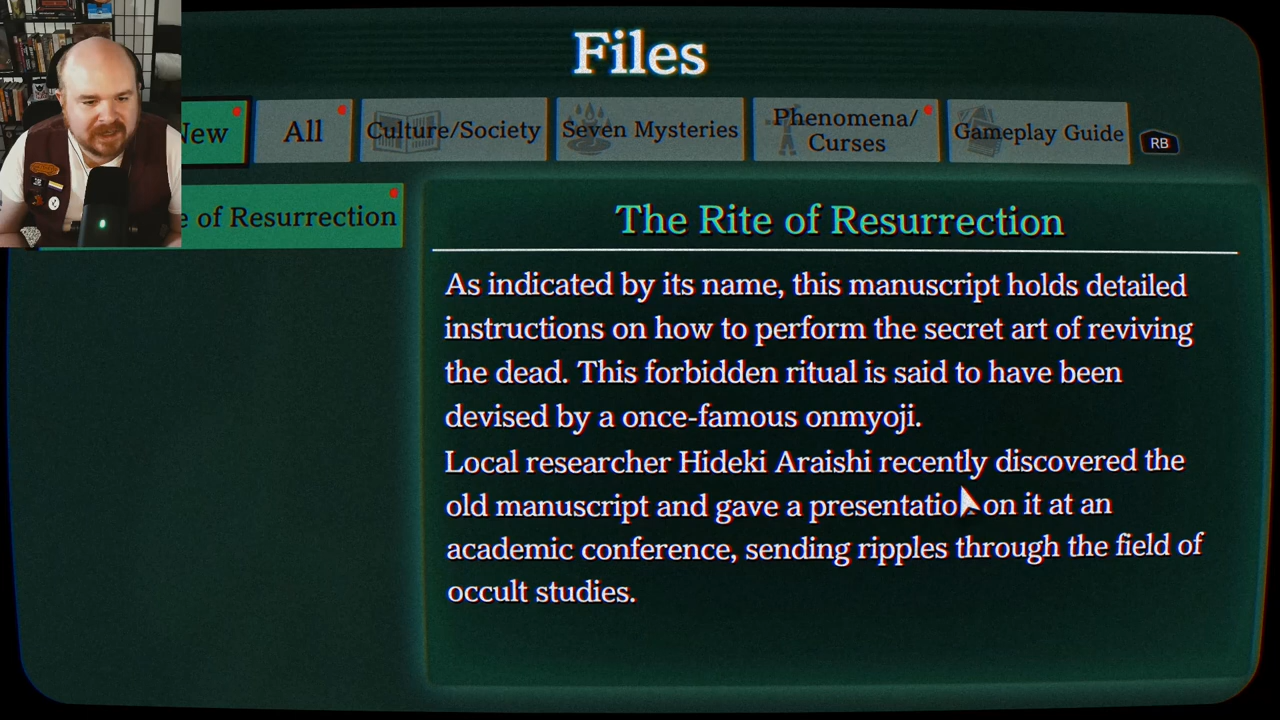 Files
New
All
Culture/Society
Seven Mysteries
Phenomena/
Curses
Gameplay Guide
RB
of Resurrection
The Rite of Resurrection
As indicated by its name, this manuscript holds detailed
instructions on how to perform the secret art of reviving
the dead. This forbidden ritual is said to have been
devised by a once-famous onmyoji.
Local researcher Hideki Araishi recently discovered the
old manuscript and gave a presentation on it at an
academic conference, sending ripples through the field of
occult studies.